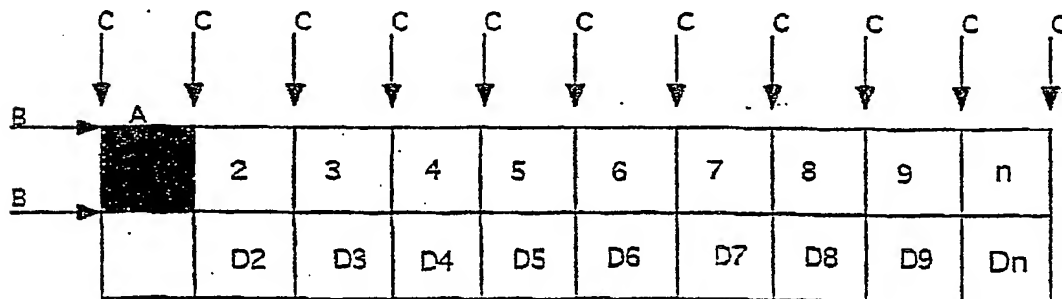 C C C C C C C C C C C
A
B
2 3 4 5 6 7 8 9 n
B
D2 D3 D4 D5 D6 D7 D8 D9 Dn